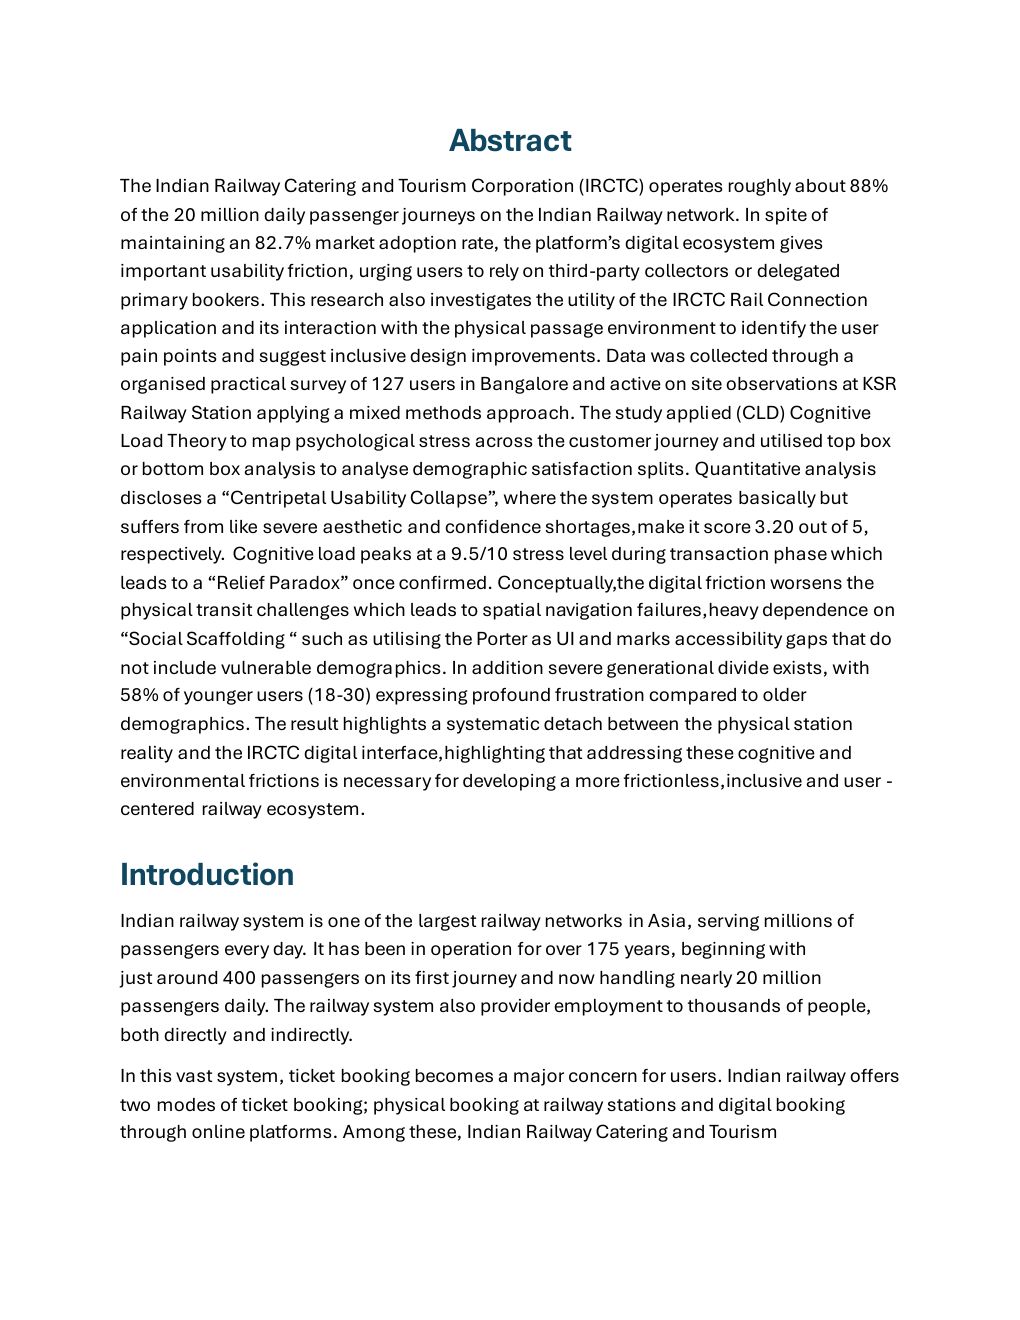 Abstract
The Indian Railway Catering and Tourism Corporation (IRCTC) operates roughly about 88%
of the 20 million daily passenger journeys on the Indian Railway network. In spite of
maintaining an 82.7% market adoption rate, the platform’s digital ecosystem gives
important usability friction, urging users to rely on third-party collectors or delegated
primary bookers. This research also investigates the utility of the IRCTC Rail Connection
application and its interaction with the physical passage environment to identify the user
pain points and suggest inclusive design improvements. Data was collected through a
organised practical survey of 127 users in Bangalore and active on site observations at KSR
Railway Station applying a mixed methods approach. The study applied (CLD) Cognitive
Load Theory to map psychological stress across the customer journey and utilised top box
or bottom box analysis to analyse demographic satisfaction splits. Quantitative analysis
discloses a “Centripetal Usability Collapse”, where the system operates basically but
suffers from like severe aesthetic and confidence shortages,make it score 3.20 out of 5,
respectively. Cognitive load peaks at a 9.5/10 stress level during transaction phase which
leads to a “Relief Paradox” once confirmed. Conceptually,the digital friction worsens the
physical transit challenges which leads to spatial navigation failures,heavy dependence on
“Social Scaffolding “ such as utilising the Porter as UI and marks accessibility gaps that do
not include vulnerable demographics. In addition severe generational divide exists, with
58% of younger users (18-30) expressing profound frustration compared to older
demographics. The result highlights a systematic detach between the physical station
reality and the IRCTC digital interface,highlighting that addressing these cognitive and
environmental frictions is necessary for developing a more frictionless,inclusive and user -
centered railway ecosystem.
Introduction
Indian railway system is one of the largest railway networks in Asia, serving millions of
passengers every day. It has been in operation for over 175 years, beginning with
just around 400 passengers on its first journey and now handling nearly 20 million
passengers daily. The railway system also provider employment to thousands of people,
both directly and indirectly.
In this vast system, ticket booking becomes a major concern for users. Indian railway offers
two modes of ticket booking; physical booking at railway stations and digital booking
through online platforms. Among these, Indian Railway Catering and Tourism